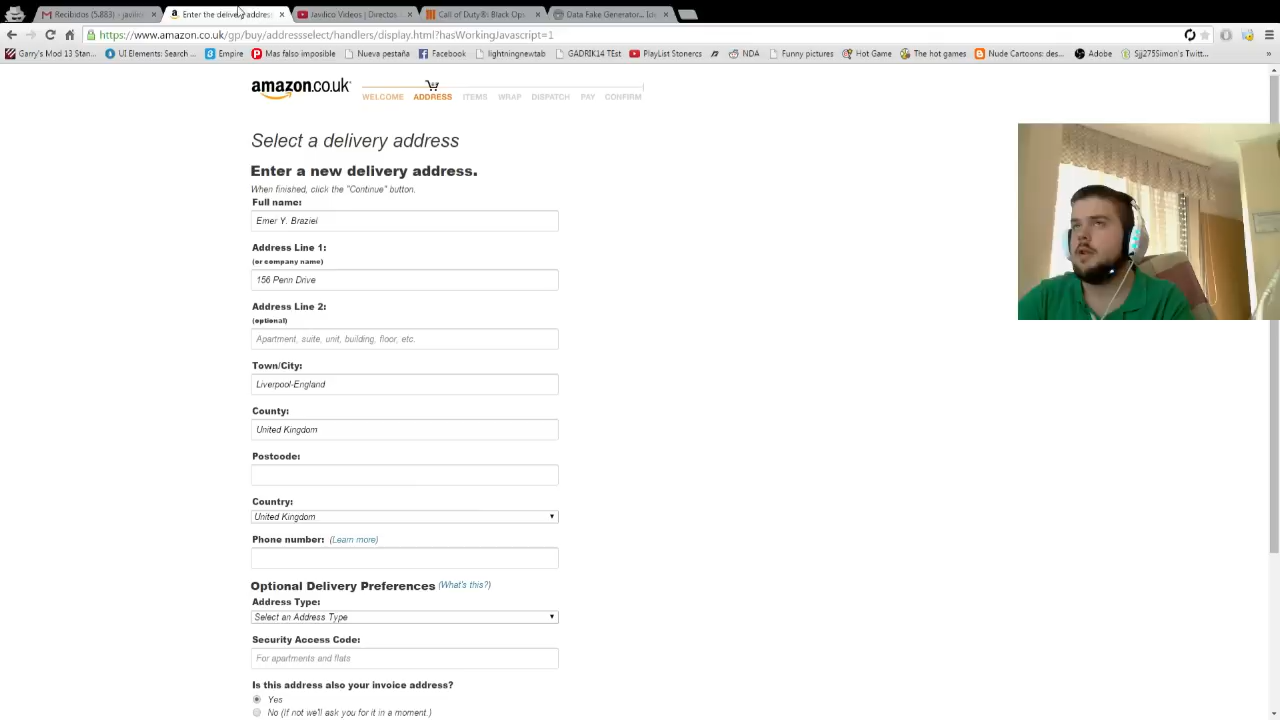 Recibidos (5.883) - javilin
Enter the delivery address
Javilico Videos | Directos
Call of Duty® Black Ops
Data Fake Generator...
https://www.amazon.co.uk/gp/buy/addressselect/handlers/display.html?hasWorkingJavascript=1
Garry's Mod 13 Stan... UI Elements: Search ... Empire Mas falso imposible Nueva pestaña Facebook lightningnewtab GADRIK14 TEst PlayList Stonercs NDA Funny pictures Hot Game The hot games Nude Cartoons: des... Adobe Sjj275Simon's Twitt...
amazon.co.uk
WELCOME ADDRESS ITEMS WRAP DISPATCH PAY CONFIRM
Select a delivery address
Enter a new delivery address.
When finished, click the "Continue" button.
Full name:
Emer Y. Braziel
Address Line 1:
(or company name)
156 Penn Drive
Address Line 2:
(optional)
Apartment, suite, unit, building, floor, etc.
Town/City:
Liverpool-England
County:
United Kingdom
Postcode:
Country:
United Kingdom
Phone number: (Learn more)
Optional Delivery Preferences (What's this?)
Address Type:
Select an Address Type
Security Access Code:
For apartments and flats
Is this address also your invoice address?
Yes
No (If not we'll ask you for it in a moment.)